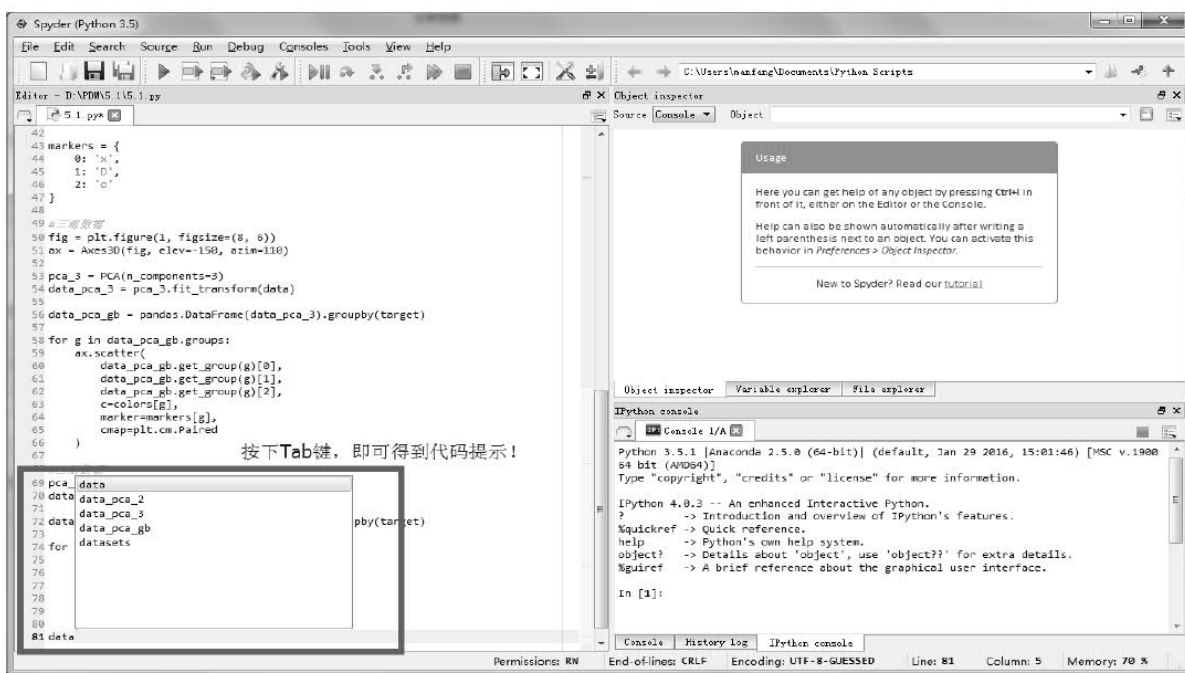 Spyder (Python 3.5)
File Edit Search Source Run Debug Consoles Tools View Help
C:\Users\nanfang\Documents\Python Scripts
Editor - D:\PDM\5.1\5.1.py
5.1.py*
42
43 markers = {
44 0: 'x',
45 1: 'D',
46 2: 'o'
47 }
48
49 #三维数据
50 fig = plt.figure(1, figsize=(8, 6))
51 ax = Axes3D(fig, elev=-150, azim=110)
52
53 pca_3 = PCA(n_components=3)
54 data_pca_3 = pca_3.fit_transform(data)
55
56 data_pca_gb = pandas.DataFrame(data_pca_3).groupby(target)
57
58 for g in data_pca_gb.groups:
59 ax.scatter(
60 data_pca_gb.get_group(g)[0],
61 data_pca_gb.get_group(g)[1],
62 data_pca_gb.get_group(g)[2],
63 c=colors[g],
64 marker=markers[g],
65 cmap=plt.cm.Paired
66 )
按下Tab键，即可得到代码提示！
67
69 pca_
70 data
71
72 data pby(target)
73
74 for
75
76
77
78
79
80
81 data
data
data_pca_2
data_pca_3
data_pca_gb
datasets
Object inspector
Source Console Object
Usage
Here you can get help of any object by pressing Ctrl+I in
front of it, either on the Editor or the Console.
Help can also be shown automatically after writing a
left parenthesis next to an object. You can activate this
behavior in Preferences > Object Inspector.
New to Spyder? Read our tutorial
Object inspector Variable explorer File explorer
IPython console
Console 1/A
Python 3.5.1 |Anaconda 2.5.0 (64-bit)| (default, Jan 29 2016, 15:01:46) [MSC v.1900
64 bit (AMD64)]
Type "copyright", "credits" or "license" for more information.
IPython 4.0.3 -- An enhanced Interactive Python.
? -> Introduction and overview of IPython's features.
%quickref -> Quick reference.
help -> Python's own help system.
object? -> Details about 'object', use 'object??' for extra details.
%guiref -> A brief reference about the graphical user interface.
In [1]:
Console History log IPython console
Permissions: RW End-of-lines: CRLF Encoding: UTF-8-GUESSED Line: 81 Column: 5 Memory: 70 %